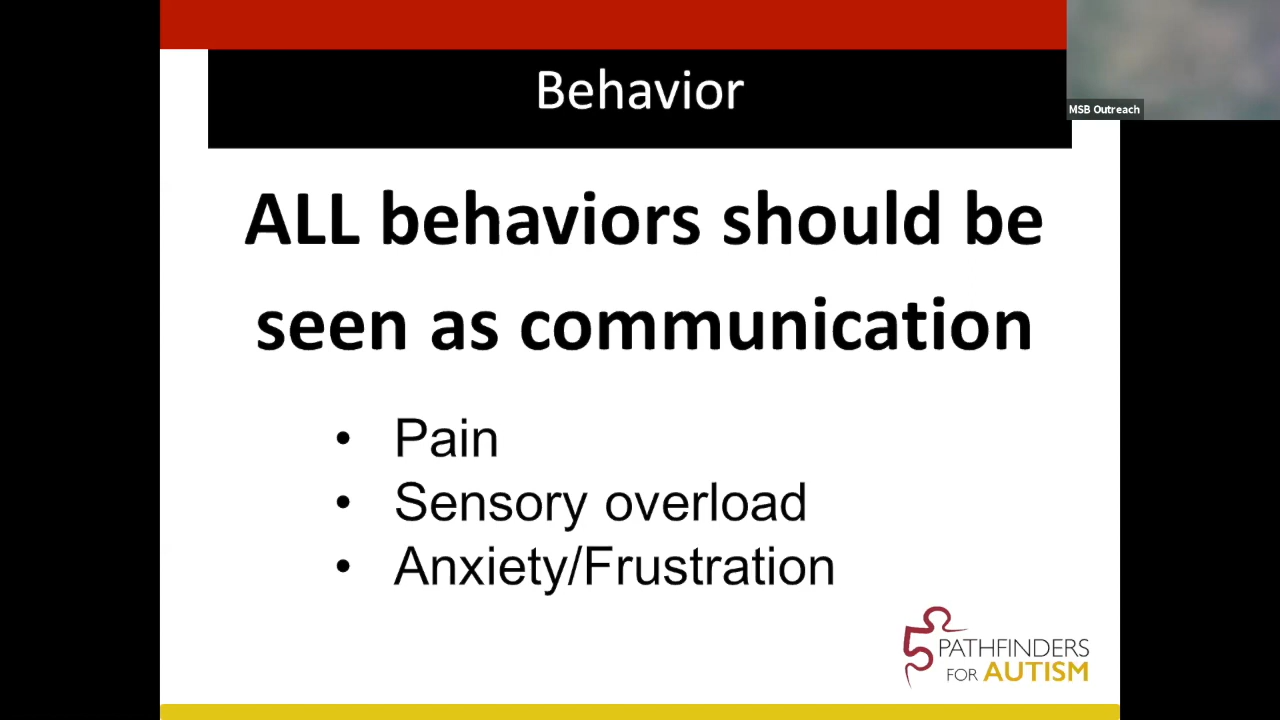 Behavior
MSB Outreach
ALL behaviors should be
seen as communication
• Pain
• Sensory overload
• Anxiety/Frustration
PATHFINDERS
FOR AUTISM